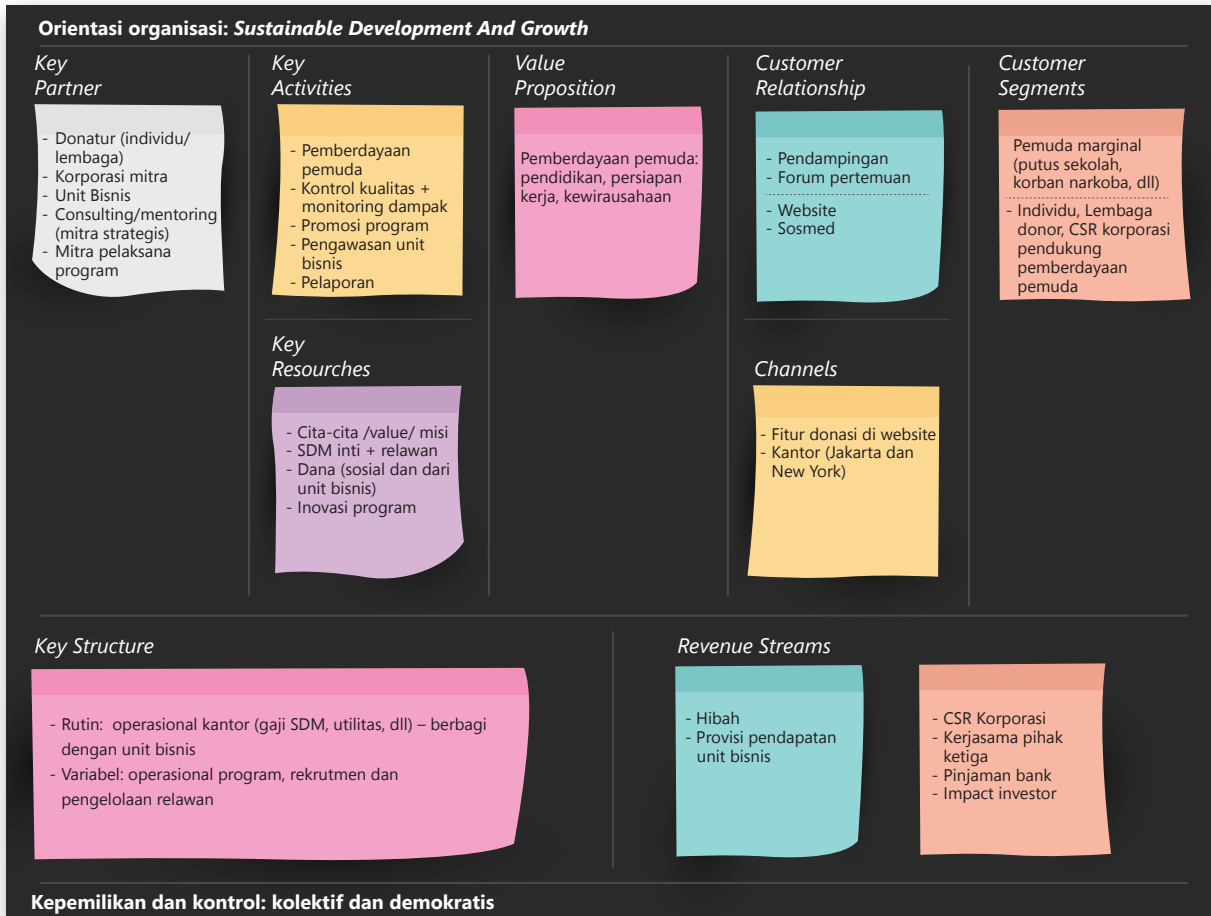 Orientasi organisasi: Sustainable Development And Growth
Key
Partner
- Donatur (individu/
lembaga)
- Korporasi mitra
- Unit Bisnis
- Consulting/mentoring
(mitra strategis)
- Mitra pelaksana
program
Key
Activities
- Pemberdayaan
pemuda
- Kontrol kualitas +
monitoring dampak
- Promosi program
- Pengawasan unit
bisnis
- Pelaporan
Key
Resourches
- Cita-cita /value/ misi
- SDM inti + relawan
- Dana (sosial dan dari
unit bisnis)
- Inovasi program
Value
Proposition
Pemberdayaan pemuda:
pendidikan, persiapan
kerja, kewirausahaan
Customer
Relationship
- Pendampingan
- Forum pertemuan
- Website
- Sosmed
Channels
- Fitur donasi di website
- Kantor (Jakarta dan
New York)
Customer
Segments
Pemuda marginal
(putus sekolah,
korban narkoba, dll)
- Individu, Lembaga
donor, CSR korporasi
pendukung
pemberdayaan
pemuda
Key Structure
- Rutin: operasional kantor (gaji SDM, utilitas, dll) – berbagi
dengan unit bisnis
- Variabel: operasional program, rekrutmen dan
pengelolaan relawan
Revenue Streams
- Hibah
- Provisi pendapatan
unit bisnis
- CSR Korporasi
- Kerjasama pihak
ketiga
- Pinjaman bank
- Impact investor
Kepemilikan dan kontrol: kolektif dan demokratis